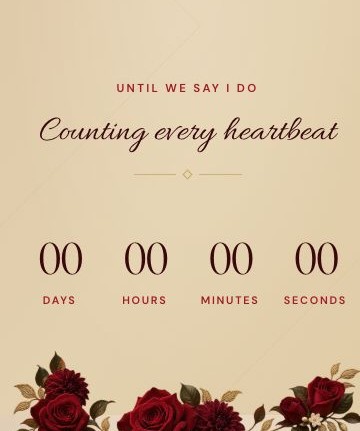 UNTIL WE SAY I DO
Counting every heartbeat
00 00 00 00
DAYS HOURS MINUTES SECONDS